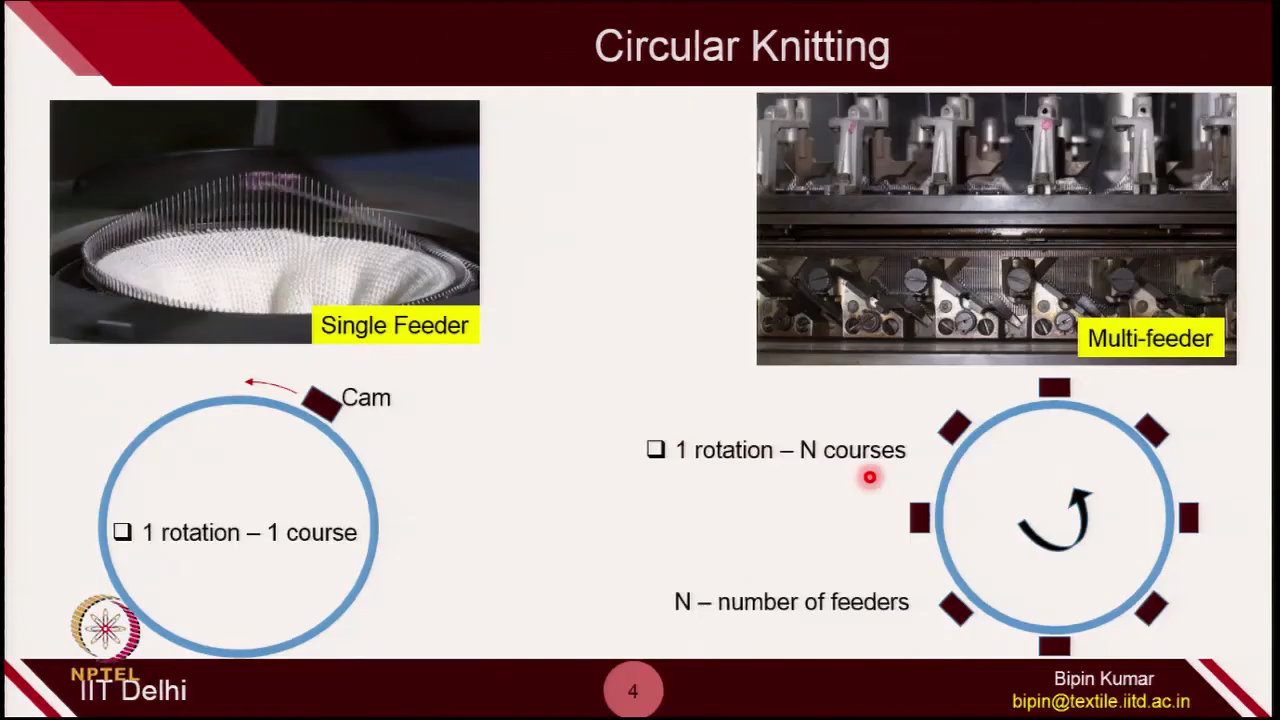 Circular Knitting
Single Feeder
Multi-feeder
Cam
1 rotation – N courses
1 rotation – 1 course
N – number of feeders
NPTEL
IIT Delhi
4
Bipin Kumar
bipin@textile.iitd.ac.in